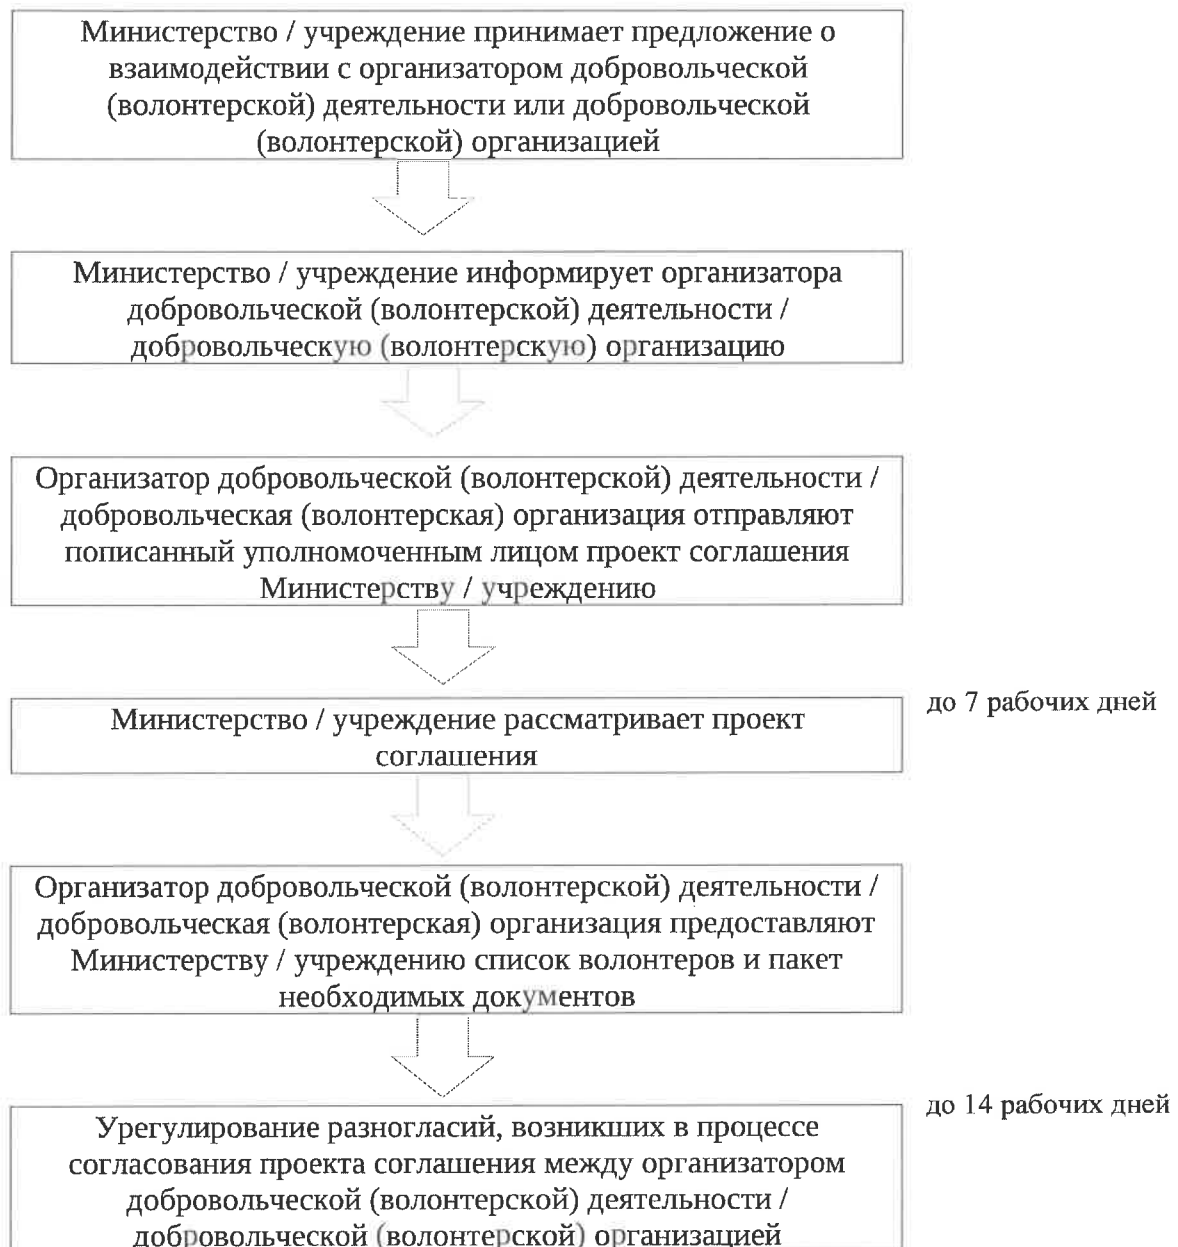 Министерство / учреждение принимает предложение о
взаимодействии с организатором добровольческой
(волонтерской) деятельности или добровольческой
(волонтерской) организацией
Министерство / учреждение информирует организатора
добровольческой (волонтерской) деятельности /
добровольческую (волонтерскую) организацию
Организатор добровольческой (волонтерской) деятельности /
добровольческая (волонтерская) организация отправляют
пописанный уполномоченным лицом проект соглашения
Министерству / учреждению
до 7 рабочих дней
Министерство / учреждение рассматривает проект
соглашения
Организатор добровольческой (волонтерской) деятельности /
добровольческая (волонтерская) организация предоставляют
Министерству / учреждению список волонтеров и пакет
необходимых документов
до 14 рабочих дней
Урегулирование разногласий, возникших в процессе
согласования проекта соглашения между организатором
добровольческой (волонтерской) деятельности /
добровольческой (волонтерской) организацией